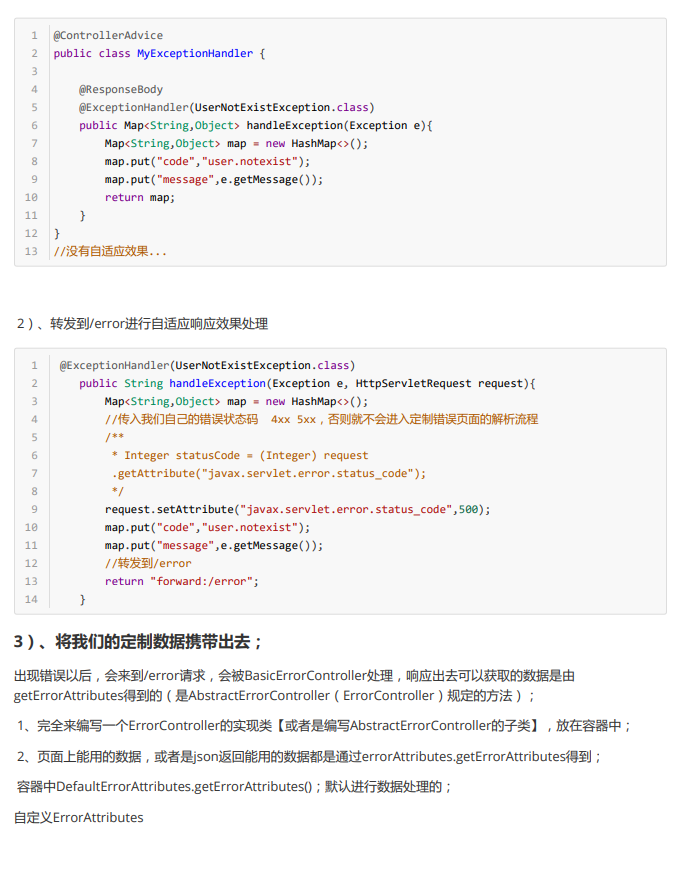 1 @ControllerAdvice
2 public class MyExceptionHandler {
3
4 @ResponseBody
5 @ExceptionHandler(UserNotExistException.class)
6 public Map<String,Object> handleException(Exception e){
7 Map<String,Object> map = new HashMap<>();
8 map.put("code","user.notexist");
9 map.put("message",e.getMessage());
10 return map;
11 }
12 }
13 //没有自适应效果...
2）、转发到/error进行自适应响应效果处理
1 @ExceptionHandler(UserNotExistException.class)
2 public String handleException(Exception e, HttpServletRequest request){
3 Map<String,Object> map = new HashMap<>();
4 //传入我们自己的错误状态码 4xx 5xx，否则就不会进入定制错误页面的解析流程
5 /**
6 * Integer statusCode = (Integer) request
7 .getAttribute("javax.servlet.error.status_code");
8 */
9 request.setAttribute("javax.servlet.error.status_code",500);
10 map.put("code","user.notexist");
11 map.put("message",e.getMessage());
12 //转发到/error
13 return "forward:/error";
14 }
3）、将我们的定制数据携带出去；
出现错误以后，会来到/error请求，会被BasicErrorController处理，响应出去可以获取的数据是由
getErrorAttributes得到的（是AbstractErrorController（ErrorController）规定的方法）；
1、完全来编写一个ErrorController的实现类【或者是编写AbstractErrorController的子类】，放在容器中；
2、页面上能用的数据，或者是json返回能用的数据都是通过errorAttributes.getErrorAttributes得到；
容器中DefaultErrorAttributes.getErrorAttributes()；默认进行数据处理的；
自定义ErrorAttributes